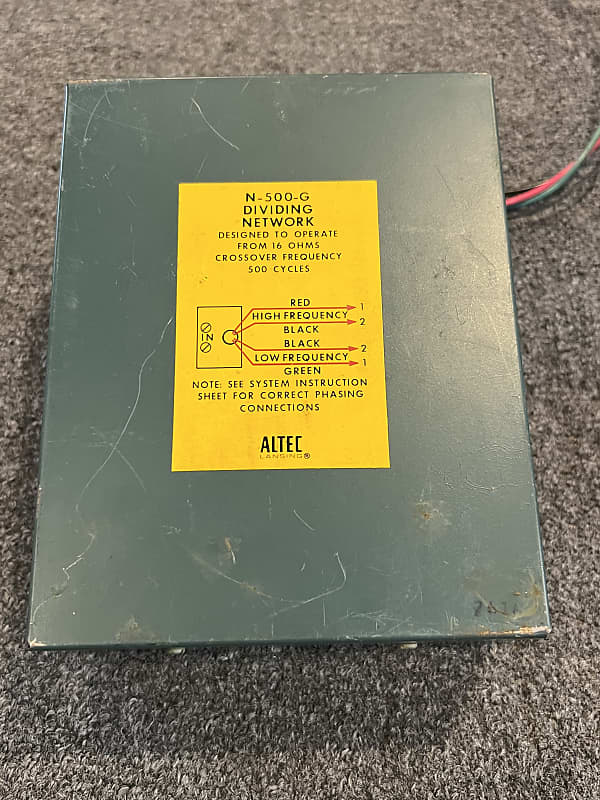 N-500-G
DIVIDING
NETWORK
DESIGNED TO OPERATE
FROM 16 OHMS
CROSSOVER FREQUENCY
500 CYCLES
RED
1
HIGH FREQUENCY
2
BLACK
IN
BLACK
2
LOW FREQUENCY
1
GREEN
NOTE: SEE SYSTEM INSTRUCTION
SHEET FOR CORRECT PHASING
CONNECTIONS
ALTEC
LANSING®